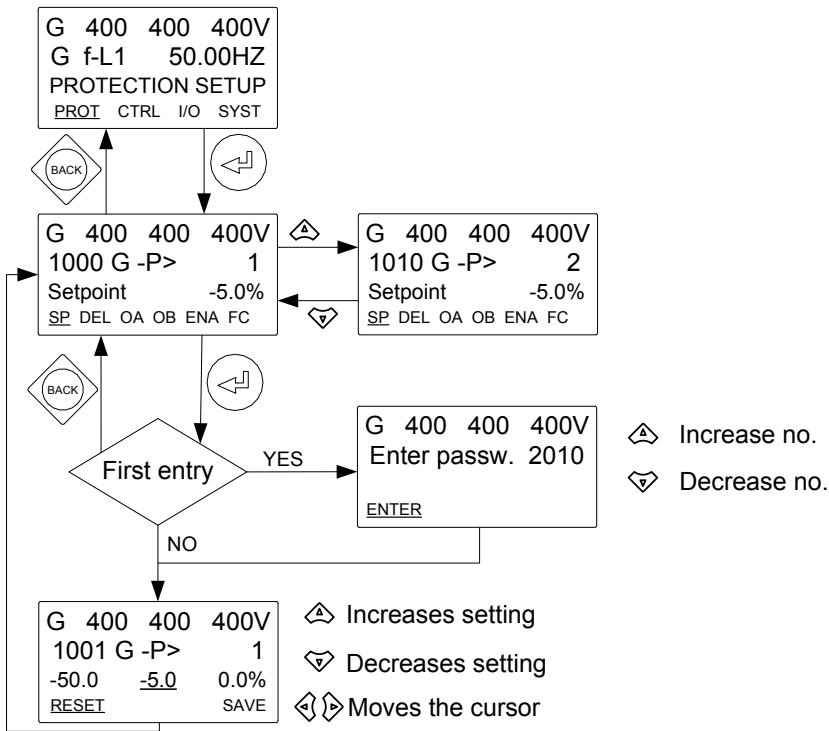 G 400 400 400V
G f-L1 50.00HZ
PROTECTION SETUP
PROT CTRL I/O SYST
BACK
G 400 400 400V
1000 G -P> 1
Setpoint -5.0%
SP DEL OA OB ENA FC
G 400 400 400V
1010 G -P> 2
Setpoint -5.0%
SP DEL OA OB ENA FC
BACK
First entry
YES
NO
G 400 400 400V
Enter passw. 2010
ENTER
Increase no.
Decrease no.
G 400 400 400V
1001 G -P> 1
-50.0 -5.0 0.0%
RESET SAVE
Increases setting
Decreases setting
Moves the cursor